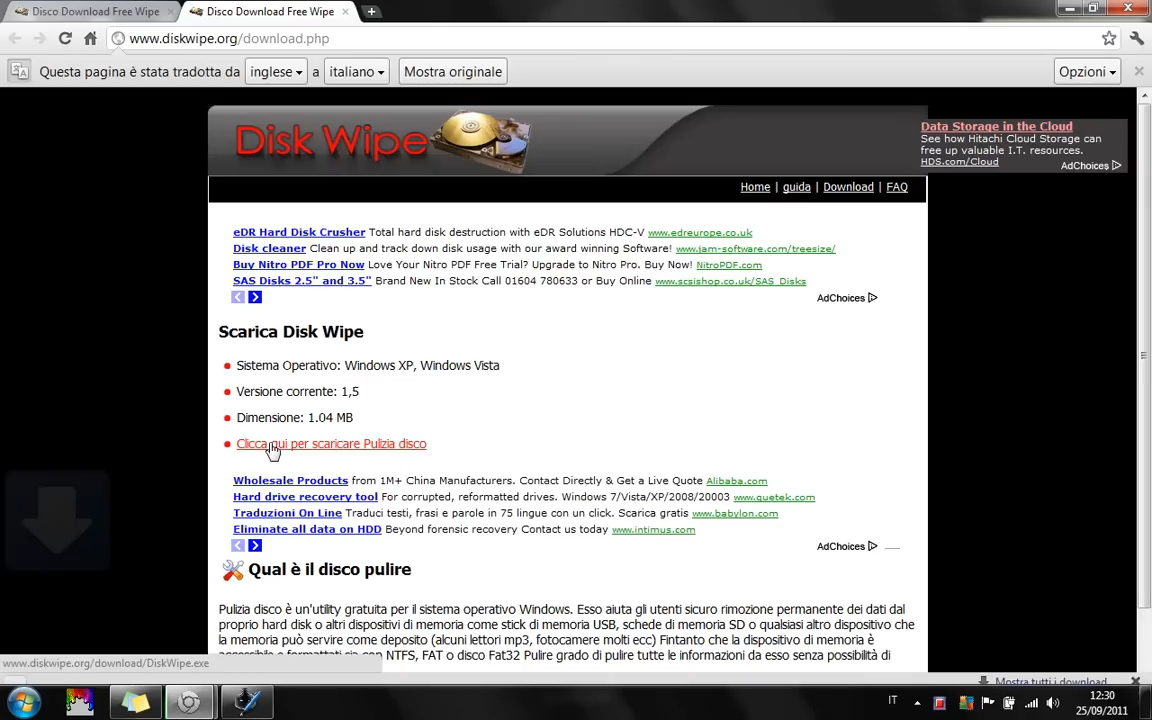 Disco Download Free Wipe
Disco Download Free Wipe
www.diskwipe.org/download.php
Questa pagina è stata tradotta da inglese a italiano Mostra originale Opzioni
Disk Wipe
Data Storage in the Cloud
See how Hitachi Cloud Storage can
free up valuable I.T. resources.
HDS.com/Cloud
AdChoices
Home | guida | Download | FAQ
eDR Hard Disk Crusher Total hard disk destruction with eDR Solutions HDC-V www.edreurope.co.uk
Disk cleaner Clean up and track down disk usage with our award winning Software! www.jam-software.com/treesize/
Buy Nitro PDF Pro Now Love Your Nitro PDF Free Trial? Upgrade to Nitro Pro. Buy Now! NitroPDF.com
SAS Disks 2.5" and 3.5" Brand New In Stock Call 01604 780633 or Buy Online www.scsishop.co.uk/SAS_Disks
AdChoices
Scarica Disk Wipe
Sistema Operativo: Windows XP, Windows Vista
Versione corrente: 1,5
Dimensione: 1.04 MB
Clicca qui per scaricare Pulizia disco
Wholesale Products from 1M+ China Manufacturers. Contact Directly & Get a Live Quote Alibaba.com
Hard drive recovery tool For corrupted, reformatted drives. Windows 7/Vista/XP/2008/20003 www.quetek.com
Traduzioni On Line Traduci testi, frasi e parole in 75 lingue con un click. Scarica gratis www.babylon.com
Eliminate all data on HDD Beyond forensic recovery Contact us today www.intimus.com
AdChoices
Qual è il disco pulire
Pulizia disco è un'utility gratuita per il sistema operativo Windows. Esso aiuta gli utenti sicuro rimozione permanente dei dati dal
proprio hard disk o altri dispositivi di memoria come stick di memoria USB, schede di memoria SD o qualsiasi altro dispositivo che
la memoria può servire come deposito (alcuni lettori mp3, fotocamere molti ecc) Fintanto che la dispositivo di memoria è
accessibile e formattati sia con NTFS, FAT o disco Fat32 Pulire grado di pulire tutte le informazioni da esso senza possibilità di
www.diskwipe.org/download/DiskWipe.exe
Mostra tutti i download
IT
12:30
25/09/2011